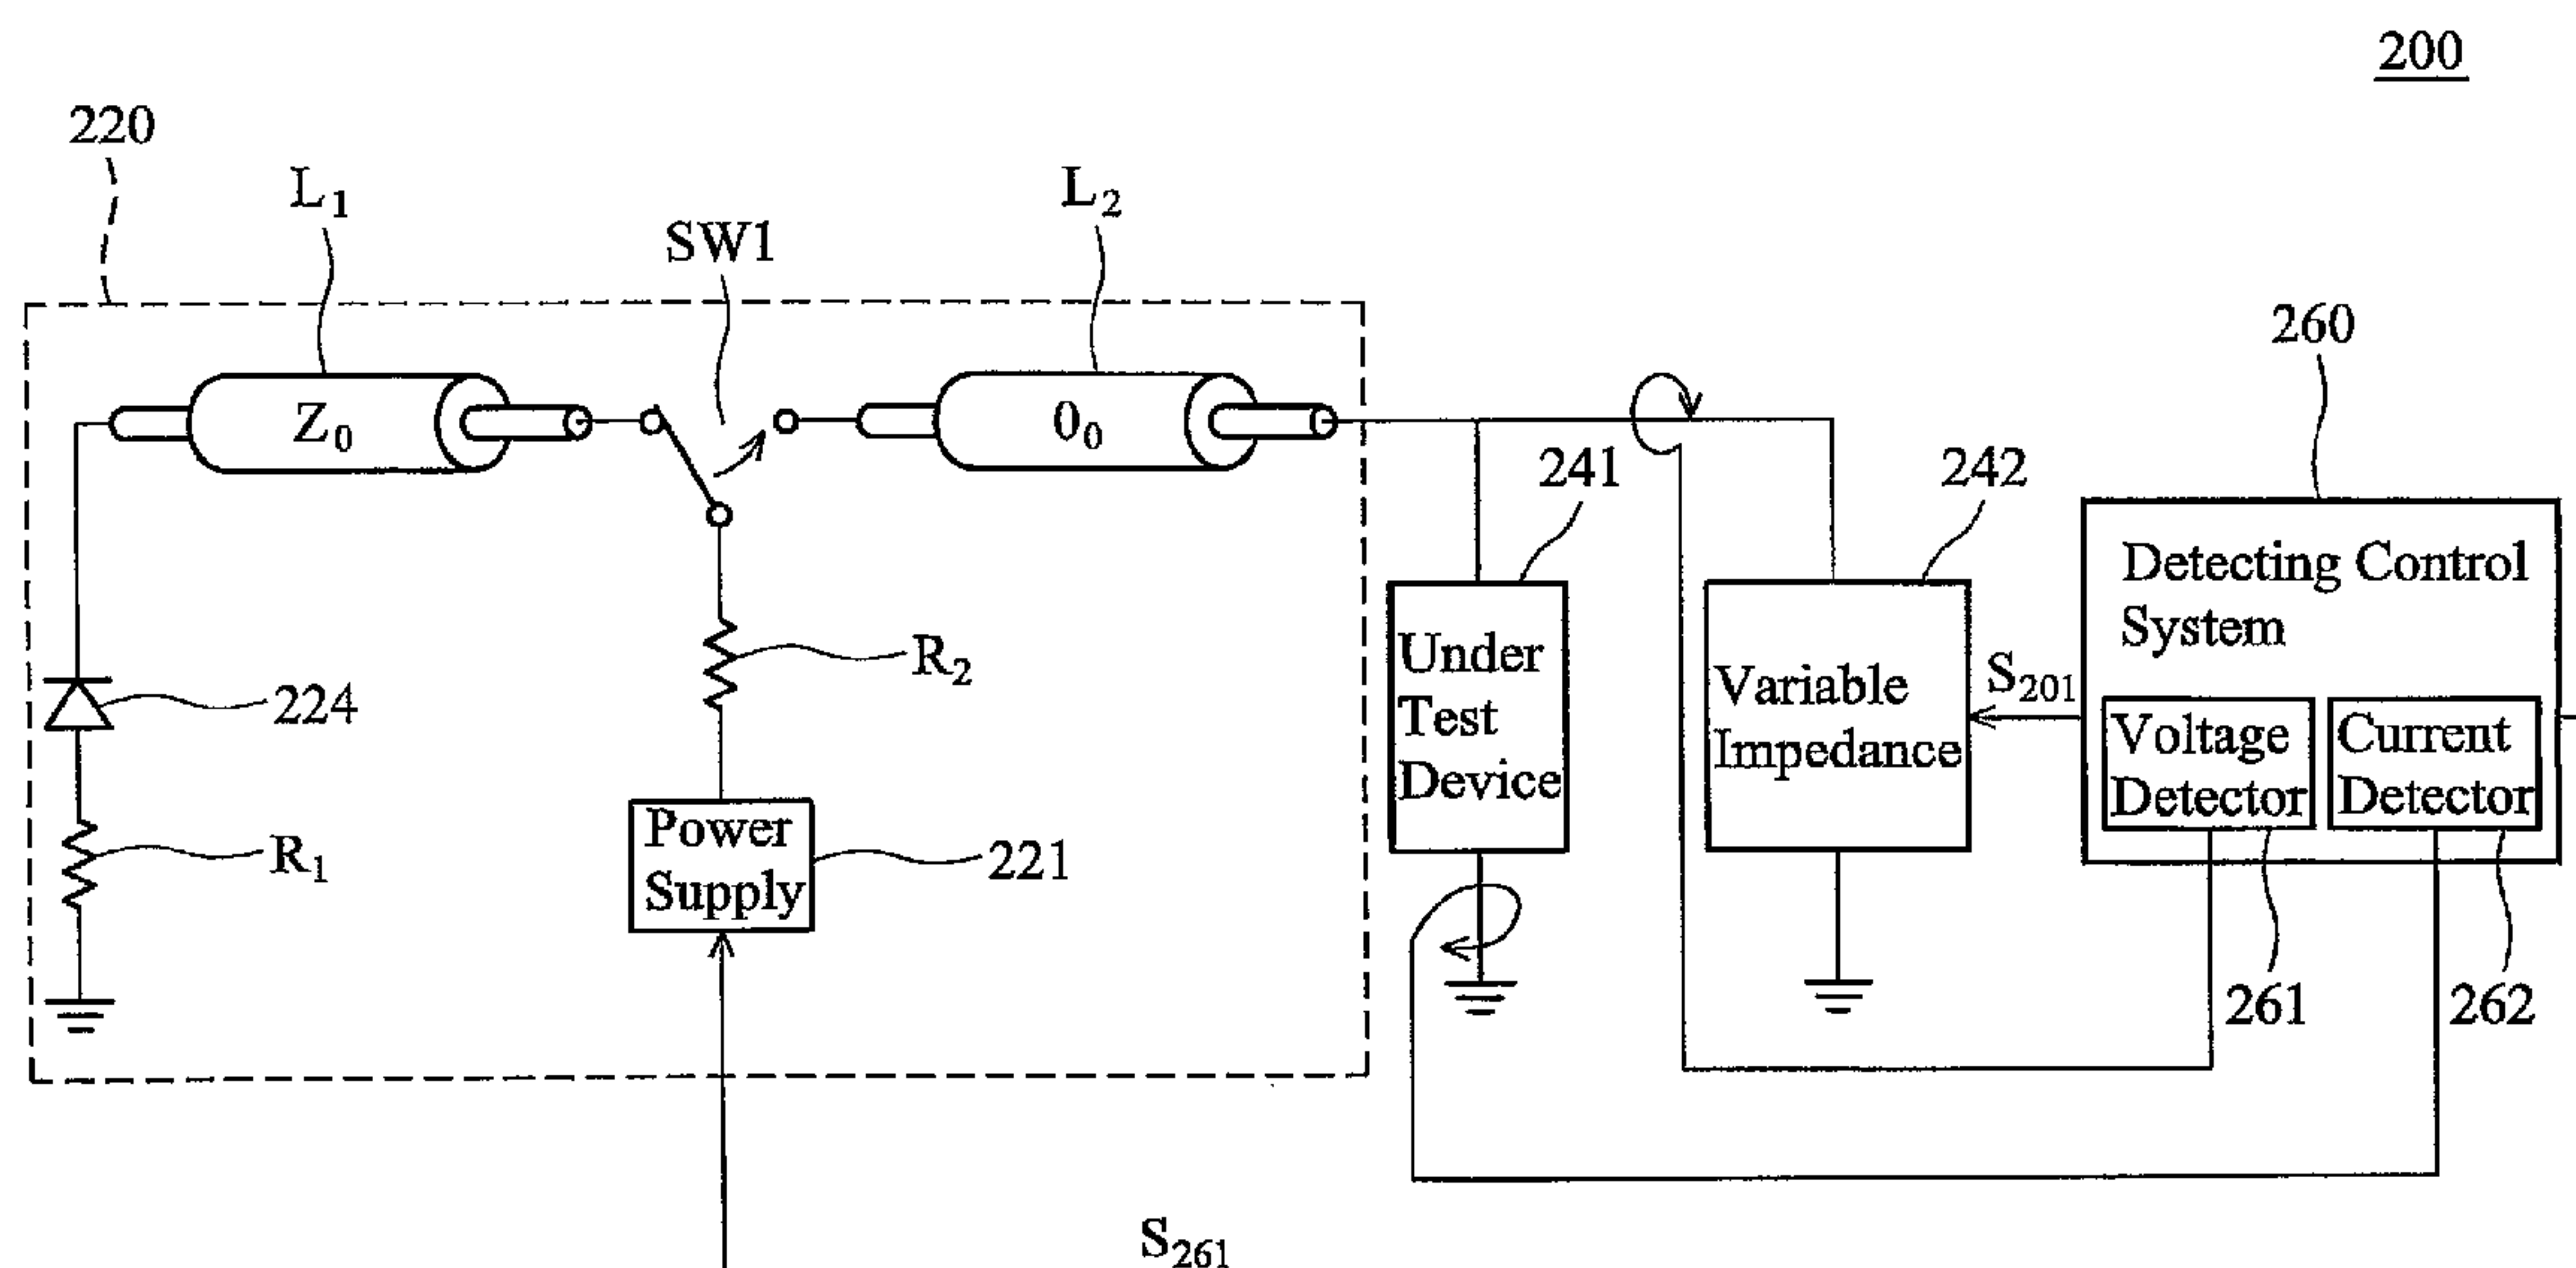 200
220
L1
SW1
L2
260
Z0
00
241
242
Detecting Control
System
R2
Under
Test
Device
Variable
Impedance
S201
224
Voltage
Detector
Current
Detector
R1
Power
Supply
221
261
262
S261